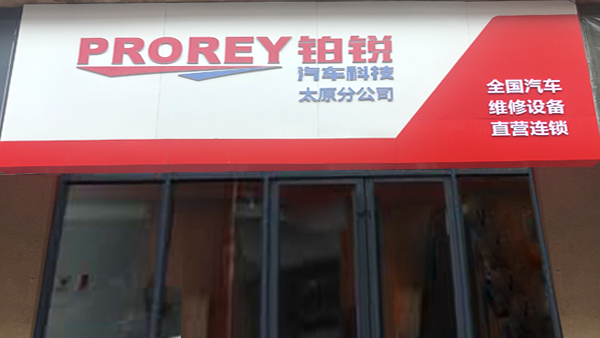 PROREY 铂锐
汽车科技
太原分公司
全国汽车
维修设备
直营连锁